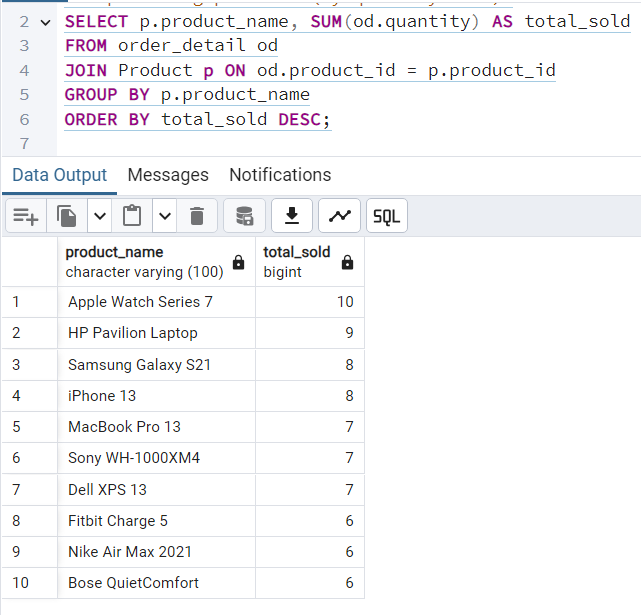 2 SELECT p.product_name, SUM(od.quantity) AS total_sold
3 FROM order_detail od
4 JOIN Product p ON od.product_id = p.product_id
5 GROUP BY p.product_name
6 ORDER BY total_sold DESC;
7
Data Output Messages Notifications
SQL
product_name total_sold
character varying (100) bigint
1 Apple Watch Series 7 10
2 HP Pavilion Laptop 9
3 Samsung Galaxy S21 8
4 iPhone 13 8
5 MacBook Pro 13 7
6 Sony WH-1000XM4 7
7 Dell XPS 13 7
8 Fitbit Charge 5 6
9 Nike Air Max 2021 6
10 Bose QuietComfort 6